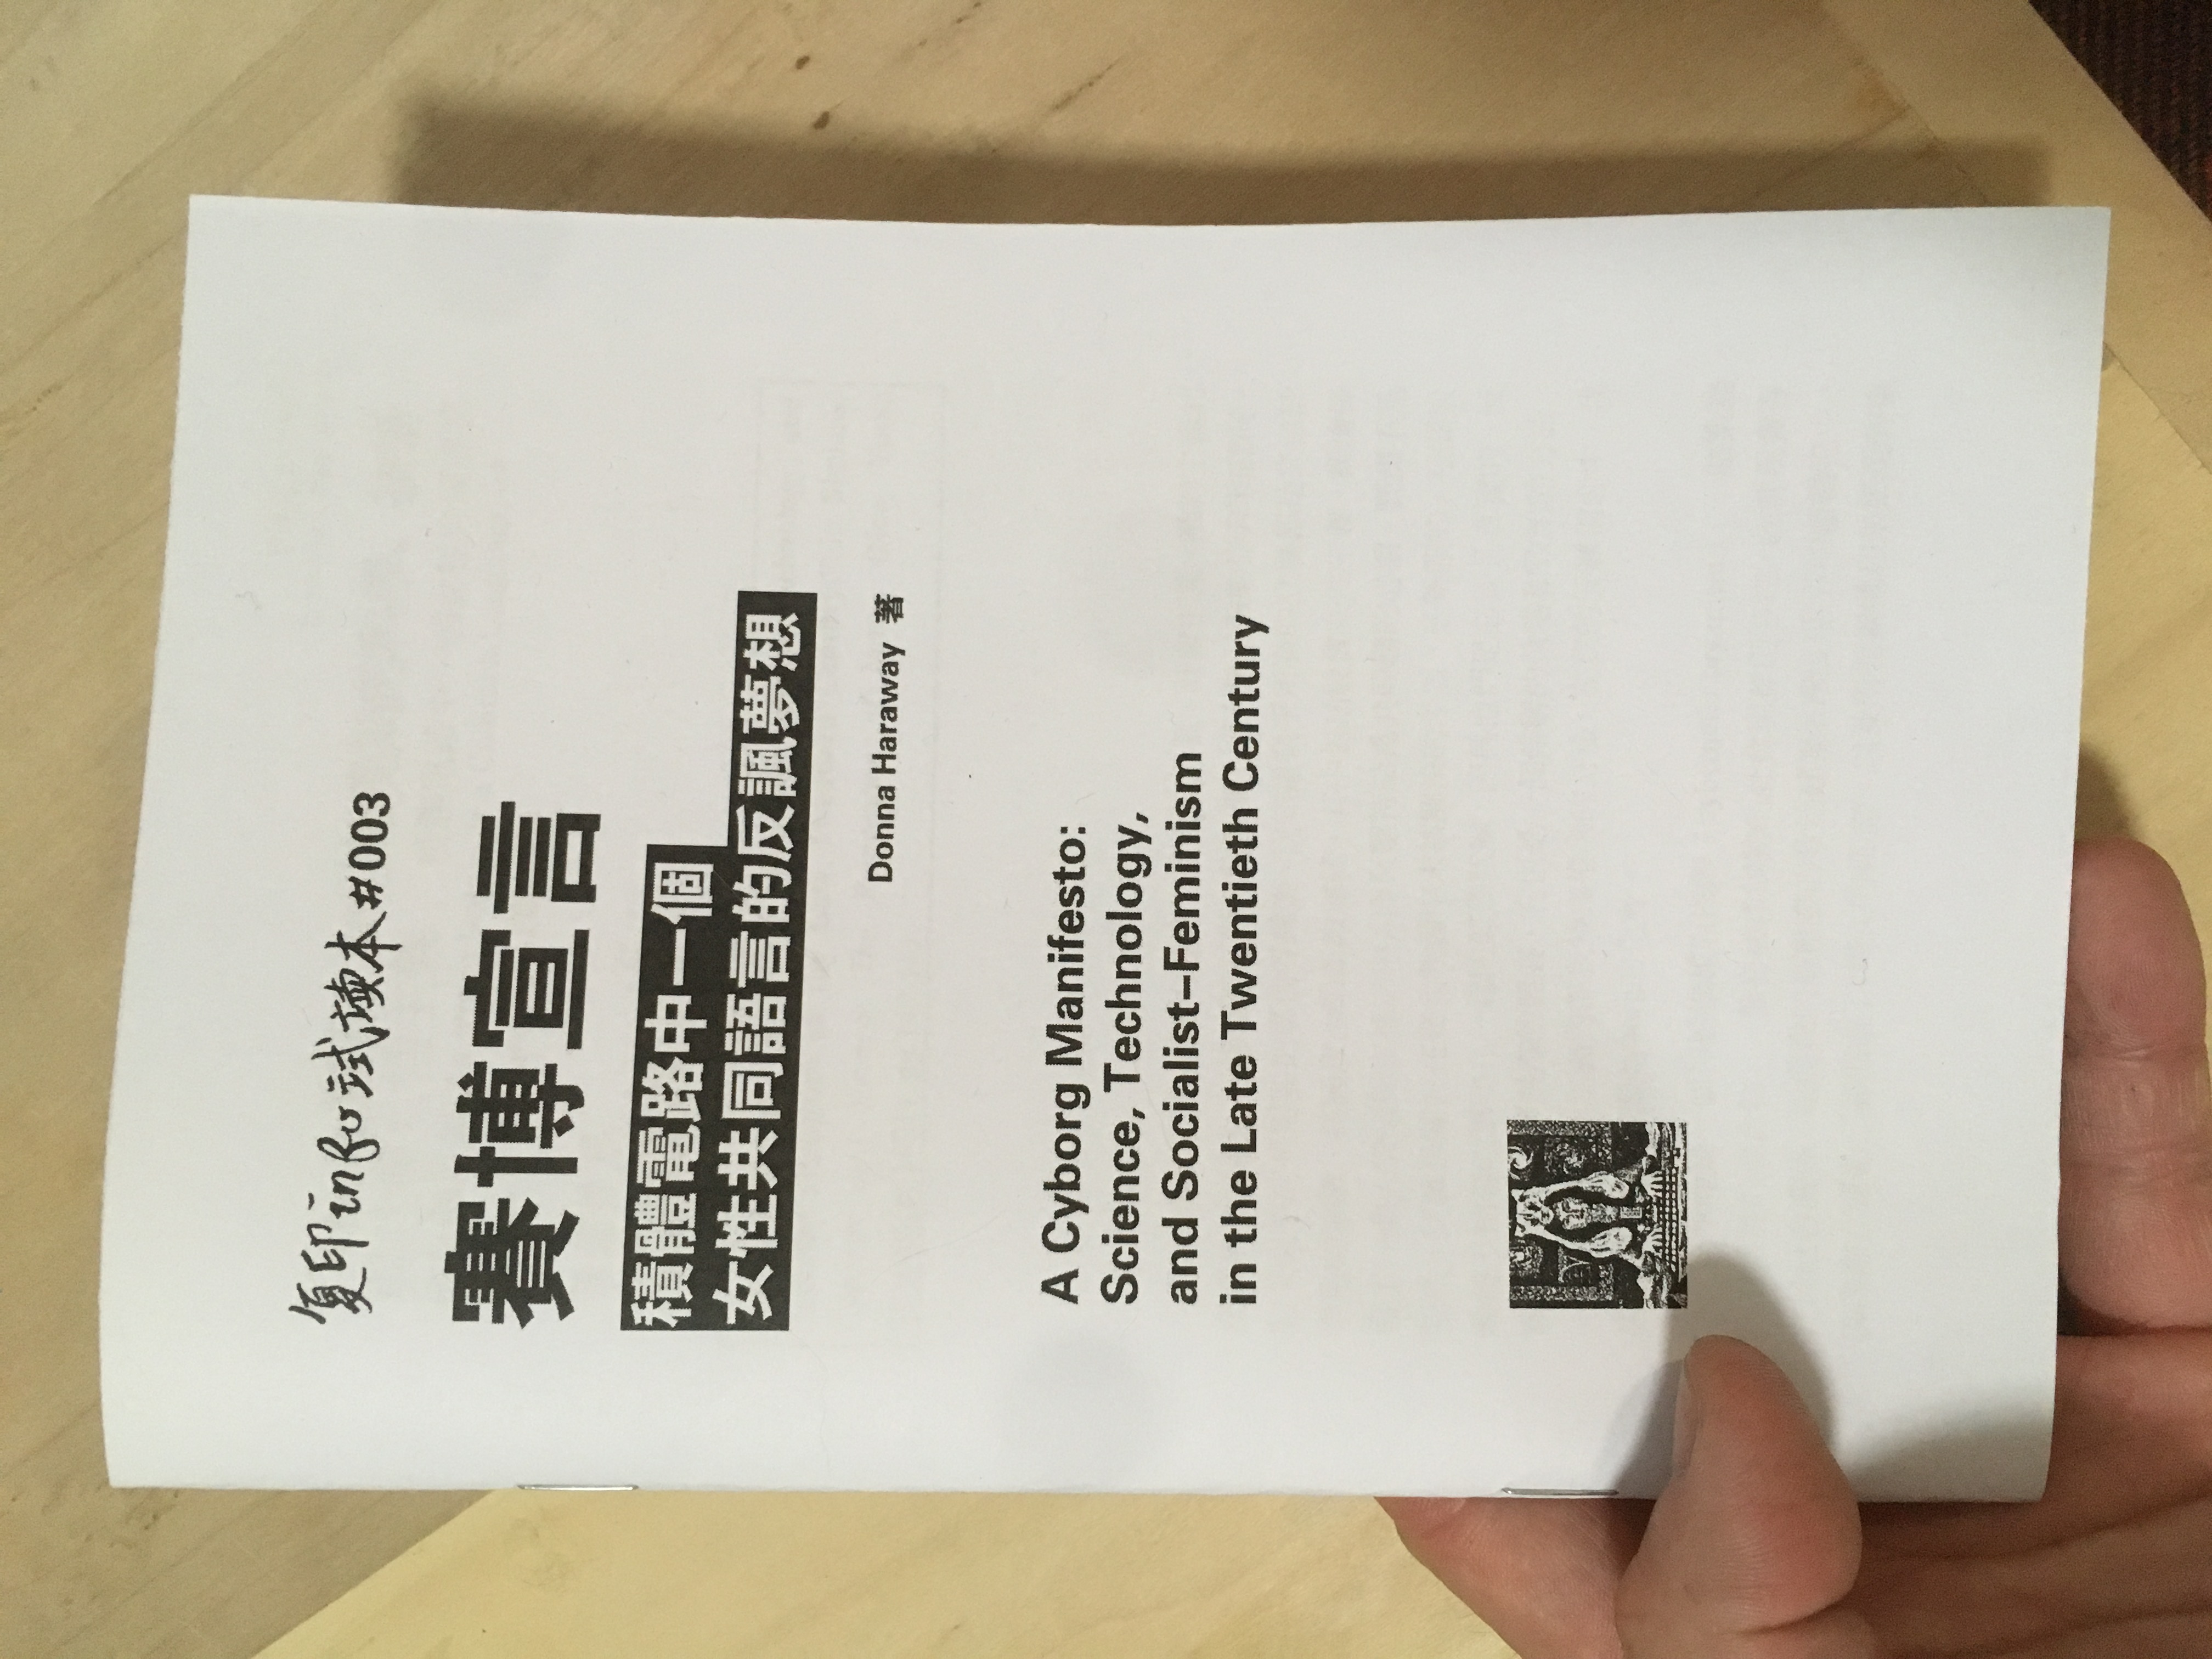 复印info试读本#003
賽博宣言
積體電路中一個
女性共同語言的反諷夢想
Donna Haraway 著
A Cyborg Manifesto:
Science, Technology,
and Socialist–Feminism
in the Late Twentieth Century